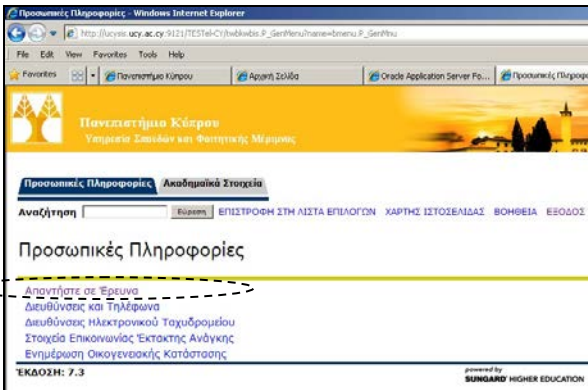 Προσωπικές Πληροφορίες - Windows Internet Explorer
http://lucysis.ucy.ac.cy:9121/TESTel-CY/twbkwbis.P_GenMenu?name=bmenu.P_GenMnu
File Edit View Favorites Tools Help
Favorites Πανεπιστήμιο Κύπρου Αρχική Σελίδα Oracle Application Server Fo...
Πανεπιστήμιο Κύπρου
Υπηρεσία Σπουδών και Φοιτητικής Μέριμνας
Προσωπικές Πληροφορίες Ακαδημαϊκά Στοιχεία
Αναζήτηση Εύρεση ΕΠΙΣΤΡΟΦΗ ΣΤΗ ΛΙΣΤΑ ΕΠΙΛΟΓΩΝ ΧΑΡΤΗΣ ΙΣΤΟΣΕΛΙΔΑΣ ΒΟΗΘΕΙΑ ΕΞΟΔΟΣ
Προσωπικές Πληροφορίες
Απαντήστε σε Έρευνα
Διευθύνσεις και Τηλέφωνα
Διευθύνσεις Ηλεκτρονικού Ταχυδρομείου
Στοιχεία Επικοινωνίας Έκτακτης Ανάγκης
Ενημέρωση Οικογενειακής Κατάστασης
ΈΚΔΟΣΗ: 7.3
powered by
SUNGARD HIGHER EDUCATION